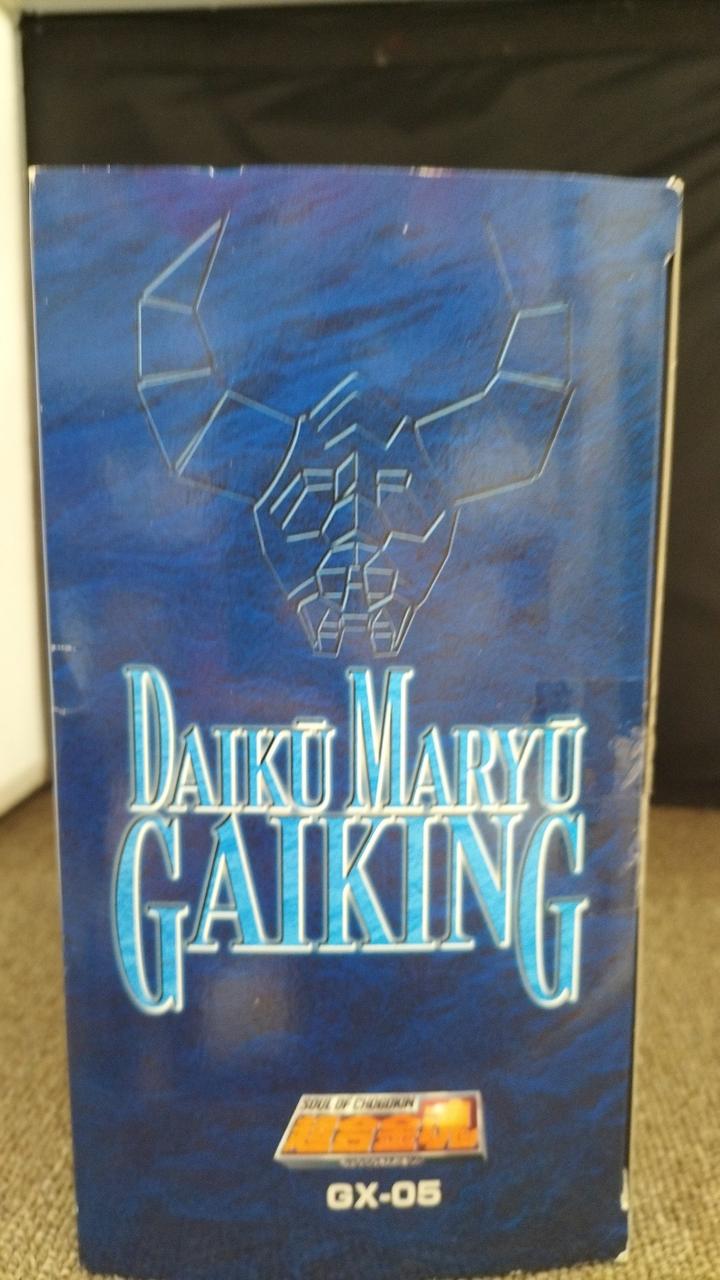 DAIKŪ MARYŪ
GAIKING
SOUL OF CHOGOKIN
超合金魂
GX-05